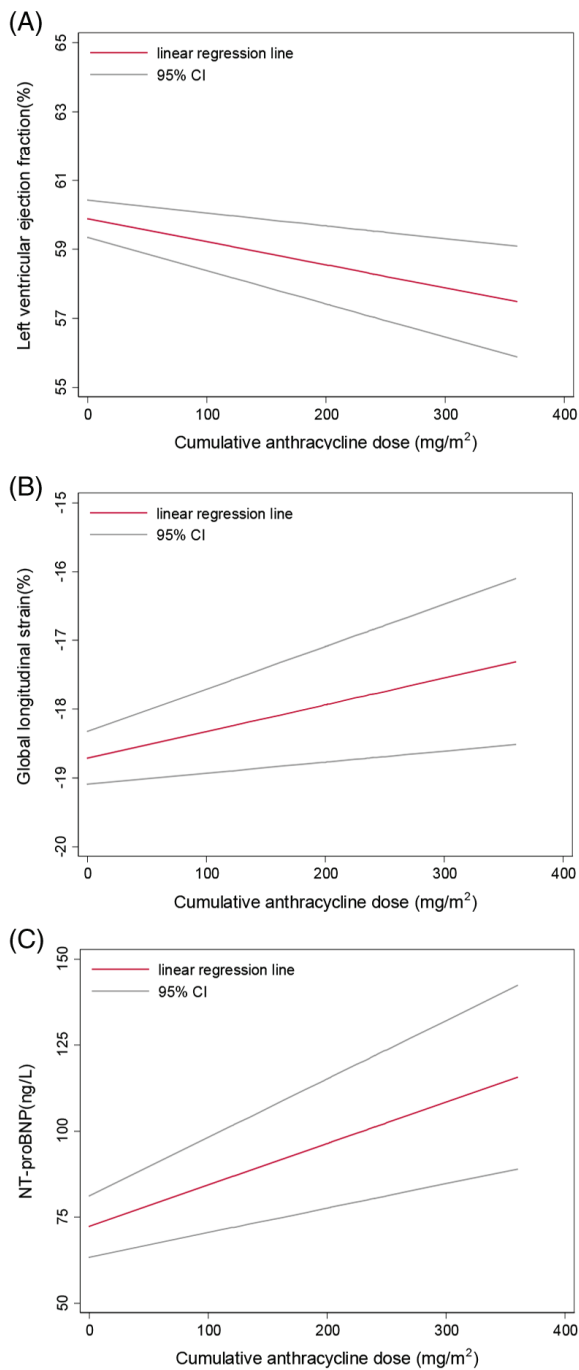 (A)
65
63
61
59
57
55
Left ventricular ejection fraction(%)
linear regression line
95% CI
0 100 200 300 400
Cumulative anthracycline dose (mg/m²)
(B)
-15
-16
-17
-18
-19
-20
Global longitudinal strain(%)
linear regression line
95% CI
0 100 200 300 400
Cumulative anthracycline dose (mg/m²)
(C)
150
125
100
75
50
NT-proBNP(ng/L)
linear regression line
95% CI
0 100 200 300 400
Cumulative anthracycline dose (mg/m²)